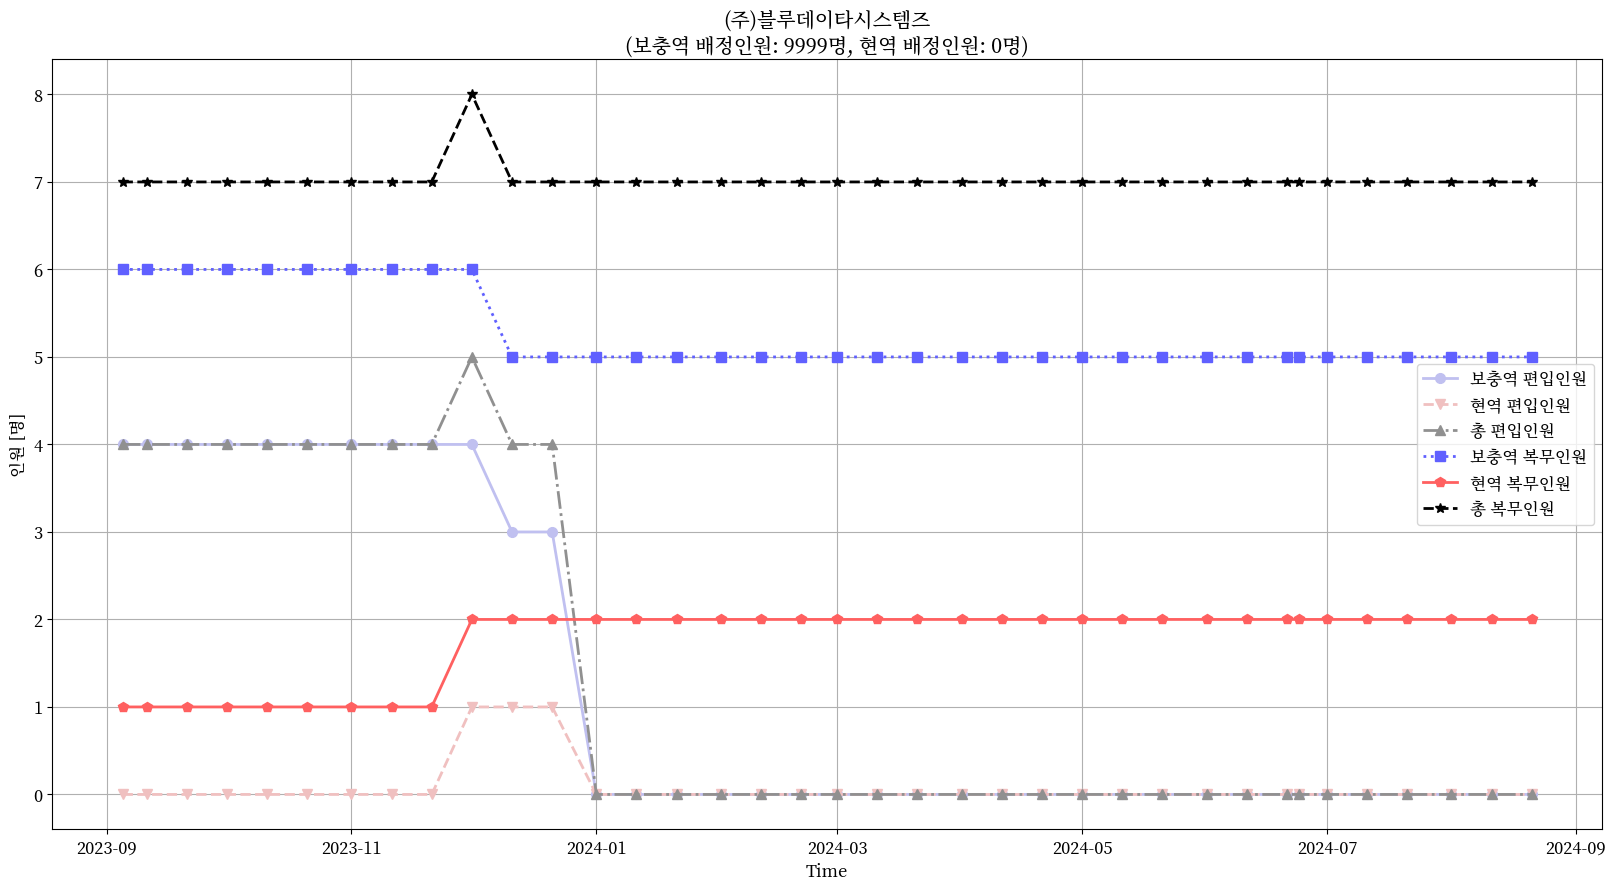 (주)블루데이타시스템즈
(보충역 배정인원: 9999명, 현역 배정인원: 0명)
인원 [명]
8
7
6
5
4
3
2
1
0
보충역 편입인원
현역 편입인원
총 편입인원
보충역 복무인원
현역 복무인원
총 복무인원
2023-09
2023-11
2024-01
2024-03
2024-05
2024-07
2024-09
Time